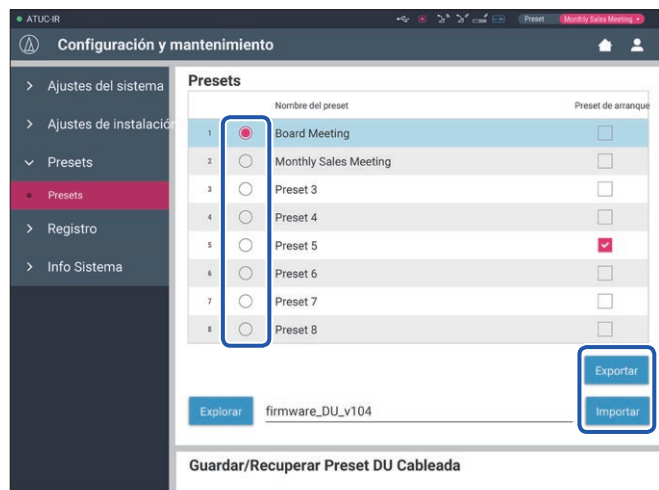 ATUC-IR
Preset Monthly Sales Meeting
Configuración y mantenimiento
Ajustes del sistema
Ajustes de instalación
Presets
Presets
Registro
Info Sistema
Presets
Nombre del preset Preset de arranque
1 Board Meeting
2 Monthly Sales Meeting
3 Preset 3
4 Preset 4
5 Preset 5
6 Preset 6
7 Preset 7
8 Preset 8
Exportar
Explorar firmware_DU_v104 Importar
Guardar/Recuperar Preset DU Cableada